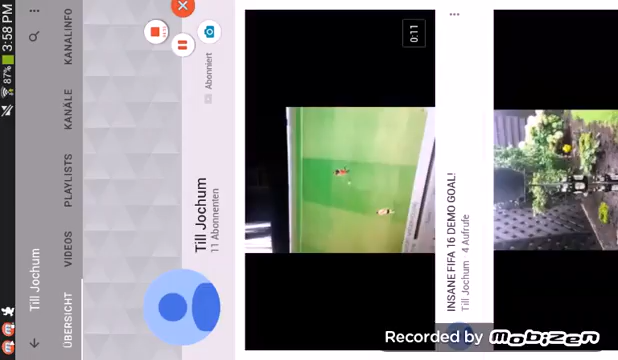 3:58 PM
87%
Till Jochum
ÜBERSICHT
VIDEOS
PLAYLISTS
KANÄLE
KANALINFO
Till Jochum
11 Abonnenten
Abonniert
0:11
INSANE FIFA 16 DEMO GOAL!
Till Jochum 4 Aufrufe
Recorded by Mobizen